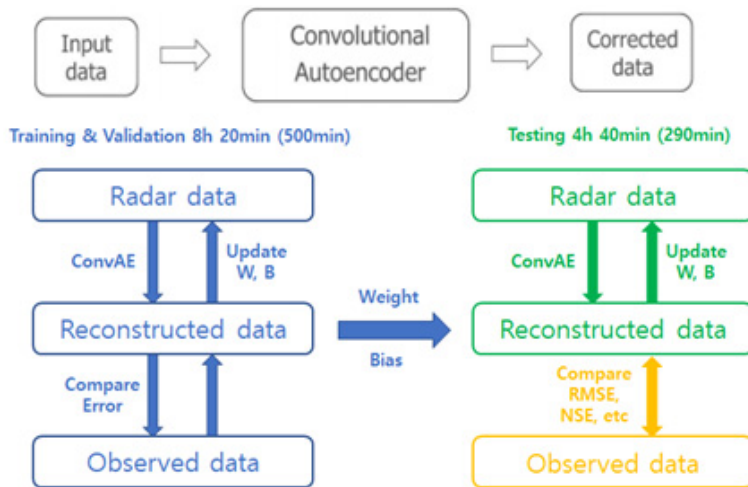 Input
data
Convolutional
Autoencoder
Corrected
data
Training & Validation 8h 20min (500min)
Testing 4h 40min (290min)
Radar data
ConvAE
Update
W, B
Reconstructed data
Compare
Error
Observed data
Weight
Bias
Radar data
ConvAE
Update
W, B
Reconstructed data
Compare
RMSE,
NSE, etc
Observed data